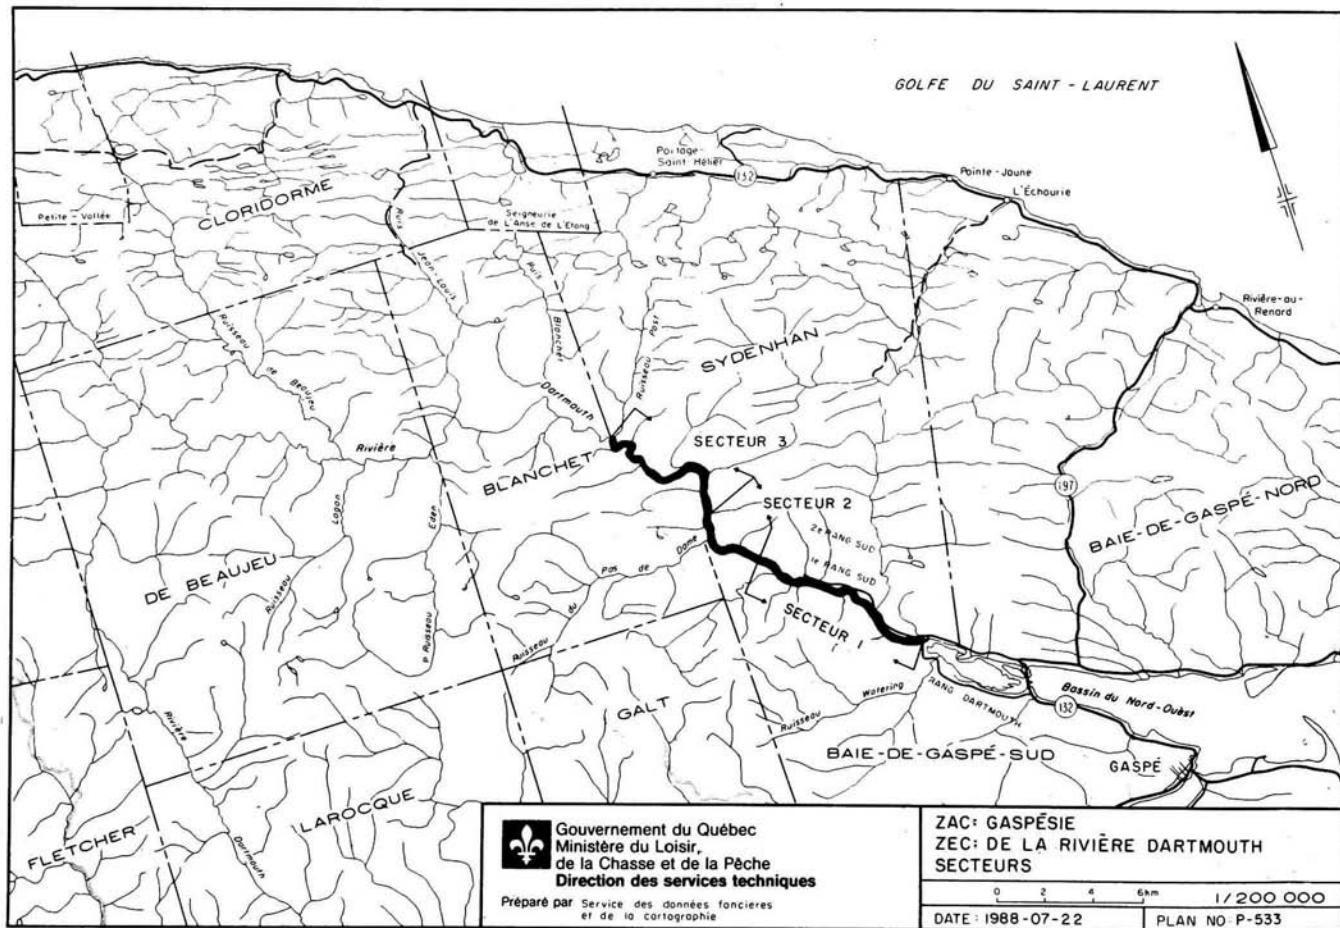 GOLFE DU SAINT-LAURENT
Portage-
Saint Hélier
132
Pointe-Jaune
L'Échourie
Petite-Vallée
CLORIDORME
Seigneurie
de L'Anse de L'Étang
Ruis
Jean-Louis
Ruis
Blanchet
Ruisseau Post
SYDENHAN
Rivière-au-
Renard
Ruisseau
de Beaujeu
Dartmouth
Rivière
SECTEUR 3
BLANCHET
SECTEUR 2
197
BAIE-DE-GASPÉ-NORD
Ruisseau
Lagon
P Ruisseau
Eden
2e RANG SUD
1e RANG SUD
DE BEAUJEU
Ruisseau du
Pas de Dame
SECTEUR 1
Ruisseau Watering
RANG DARTMOUTH
Bassin du Nord-Ouest
132
GALT
BAIE-DE-GASPÉ-SUD
GASPÉ
Rivière
Dartmouth
FLETCHER
LAROCQUE
Gouvernement du Québec
Ministère du Loisir,
de la Chasse et de la Pêche
Direction des services techniques
Préparé par Service des données foncières
et de la cartographie
ZAC: GASPÉSIE
ZEC: DE LA RIVIÈRE DARTMOUTH
SECTEURS
0 2 4 6km
1/200 000
DATE: 1988-07-22
PLAN NO P-533